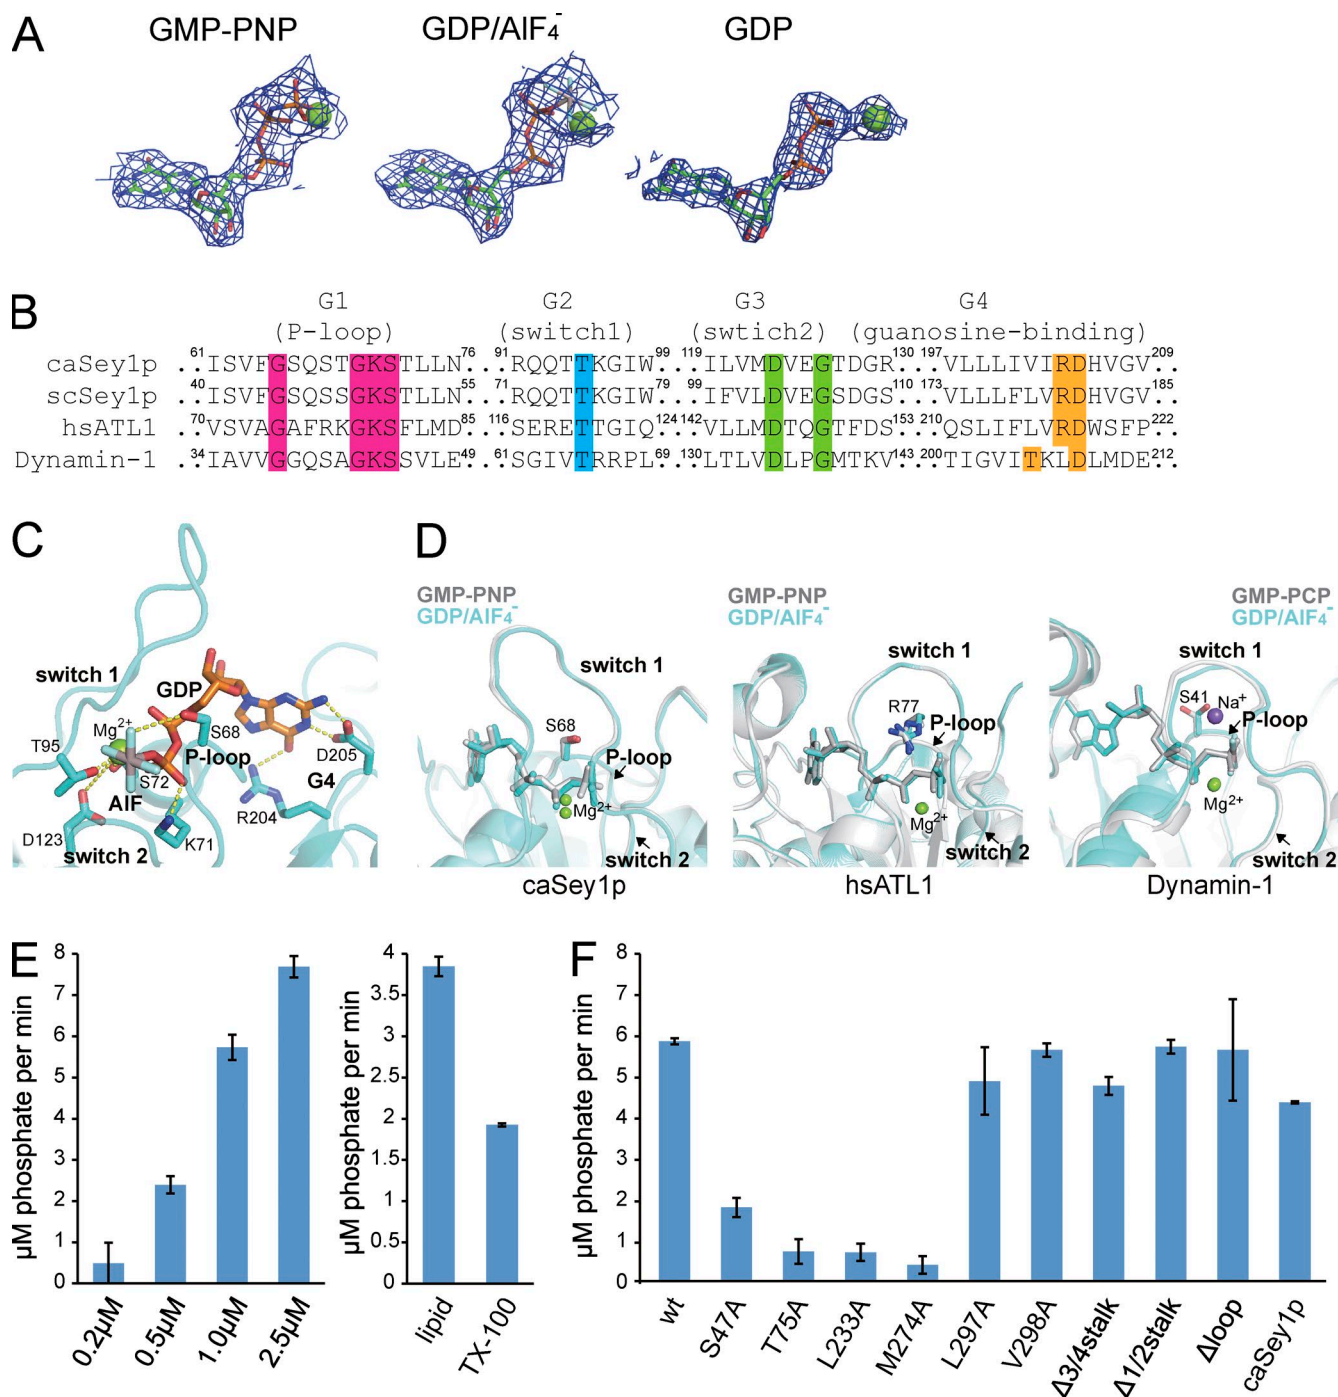 A
GMP-PNP
GDP/AlF4-
GDP
B
G1 G2 G3 G4
(P-loop) (switch1) (swtich2) (guanosine-binding)
caSey1p ..61ISVFGSQSTGKSTLLN76...91RQQTTKGIW99...119ILVMDVEGTDGR130...197VLLLIVIRDHVGV209..
scSey1p ..40ISVFGSQSSGKSTLLN55...71RQQTTKGIW79...99IFVLDVEGSDGS110...173VLLLFLVRDHVGV185..
hsATL1 ..70VSVAGAFRKGKSFLMD85...116SERETTGIQ124...142VLLMDTQGTFDS153...210QSLIFLVRDWSFP222..
Dynamin-1 ..34IAVVGGQSAGKSSVLE49...61SGIVTRRPL69...130LTLVDLPGMTKV143...200TIGVITKLDLMDE212..
C
switch 1
GDP
Mg2+
S68
T95
P-loop
D205
S72
G4
AlF
R204
D123
switch 2
K71
D
GMP-PNP
GDP/AlF4-
switch 1
S68
P-loop
Mg2+
switch 2
caSey1p
GMP-PNP
GDP/AlF4-
switch 1
R77
P-loop
Mg2+
switch 2
hsATL1
GMP-PCP
GDP/AlF4-
switch 1
S41
Na+
P-loop
Mg2+
switch 2
Dynamin-1
E
µM phosphate per min
8
7
6
5
4
3
2
1
0
0.2µM
0.5µM
1.0µM
2.5µM
µM phosphate per min
4
3.5
3
2.5
2
1.5
1
0.5
0
lipid
TX-100
F
µM phosphate per min
8
7
6
5
4
3
2
1
0
wt
S47A
T75A
L233A
M274A
L297A
V298A
Δ3/4stalk
Δ1/2stalk
Δloop
caSey1p